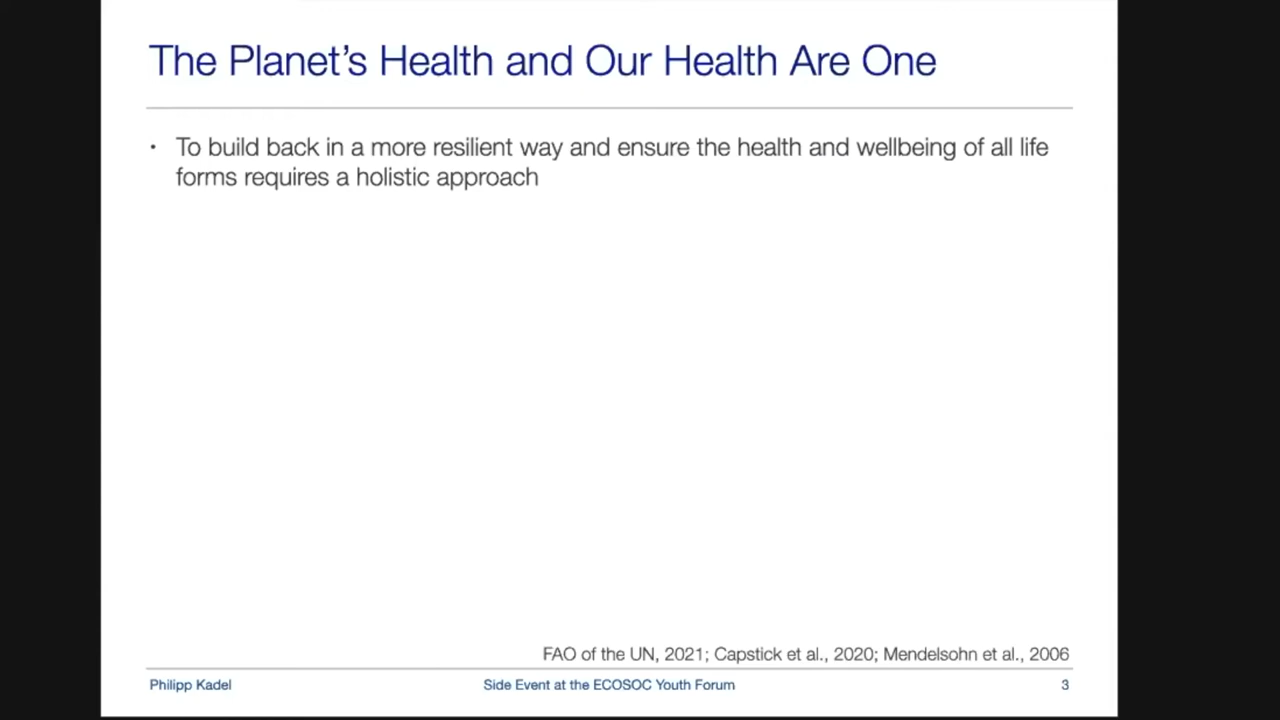 The Planet's Health and Our Health Are One
• To build back in a more resilient way and ensure the health and wellbeing of all life
forms requires a holistic approach
FAO of the UN, 2021; Capstick et al., 2020; Mendelsohn et al., 2006
Philipp Kadel
Side Event at the ECOSOC Youth Forum
3